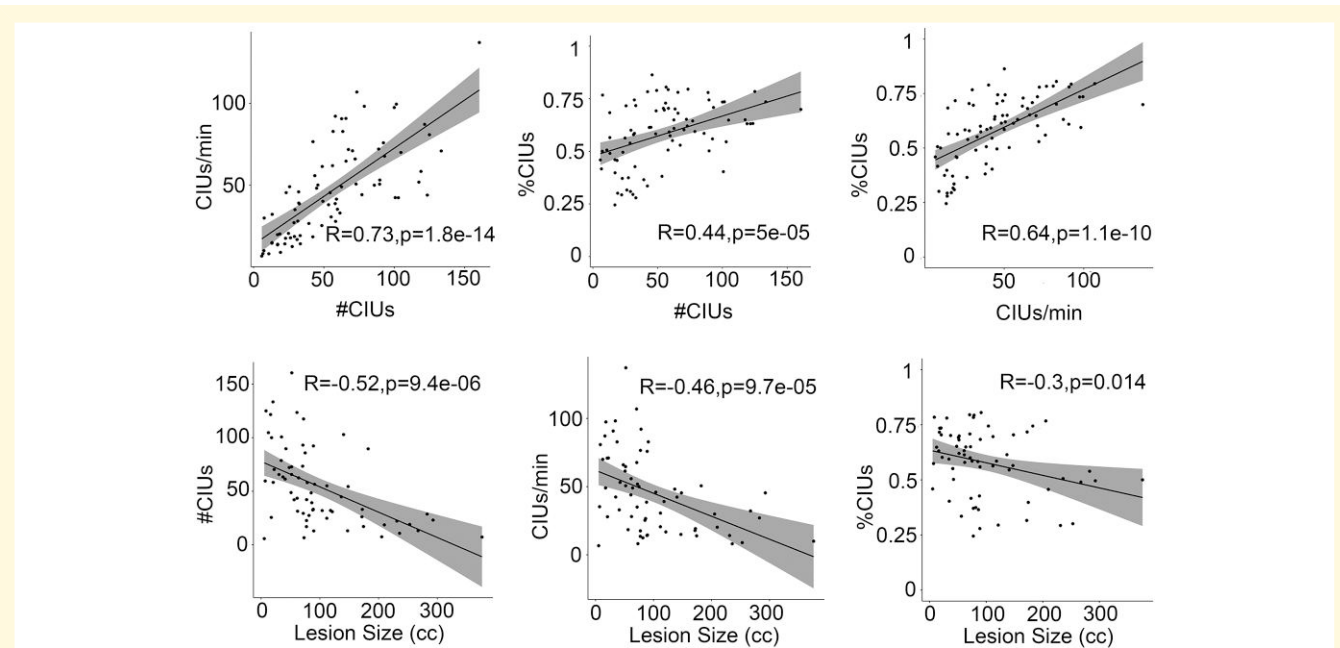 100
50
CIUs/min
R=0.73,p=1.8e-14
0 50 100 150
#CIUs
1
0.75
0.5
0.25
0
%CIUs
R=0.44,p=5e-05
0 50 100 150
#CIUs
1
0.75
0.5
0.25
0
%CIUs
R=0.64,p=1.1e-10
50 100
CIUs/min
150
100
50
0
#CIUs
R=-0.52,p=9.4e-06
0 100 200 300
Lesion Size (cc)
100
50
0
CIUs/min
R=-0.46,p=9.7e-05
0 100 200 300
Lesion Size (cc)
1
0.75
0.5
0.25
0
%CIUs
R=-0.3,p=0.014
0 100 200 300
Lesion Size (cc)